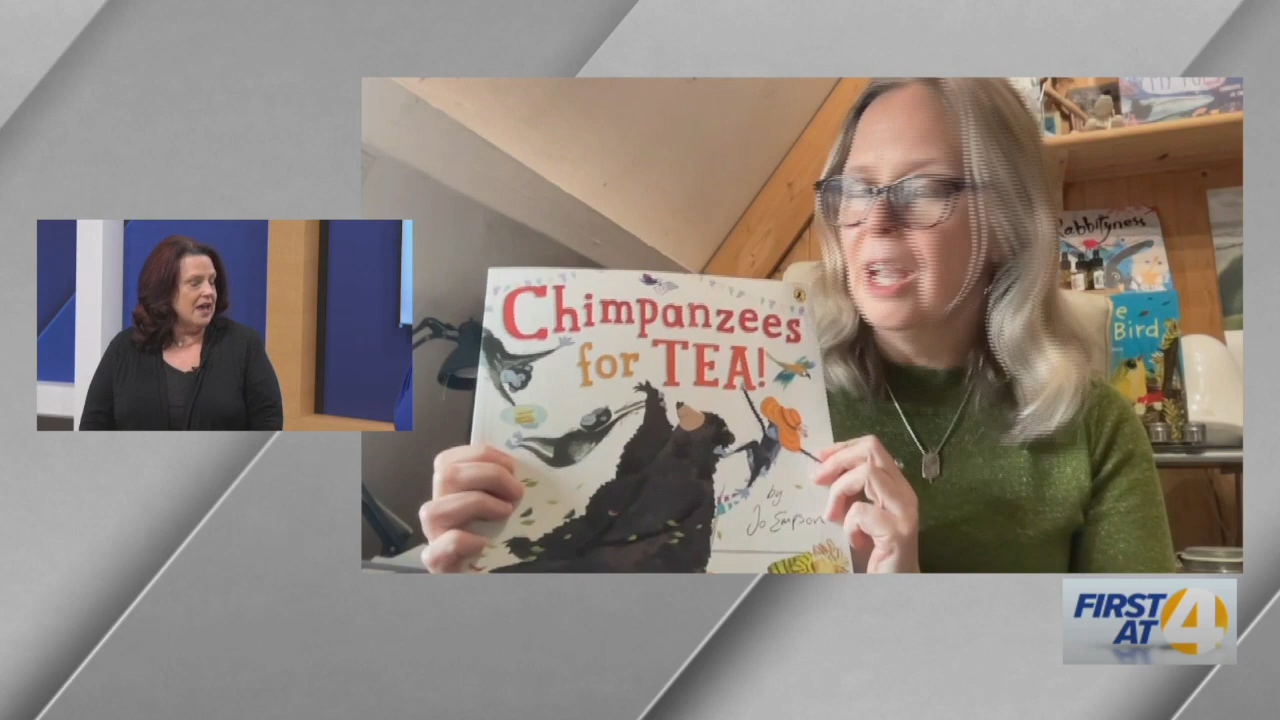 Chimpanzees
for TEA!
by
Jo Empson
Rabbityness
Bird
FIRST
AT 4